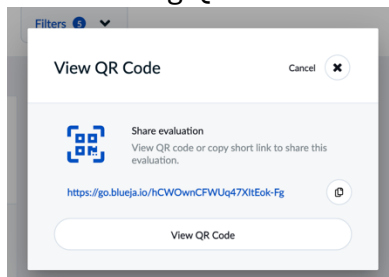 Filters 5
View QR Code
Cancel
Share evaluation
View QR code or copy short link to share this
evaluation.
https://go.blueja.io/hCWOwnCFWUq47XItEok-Fg
View QR Code